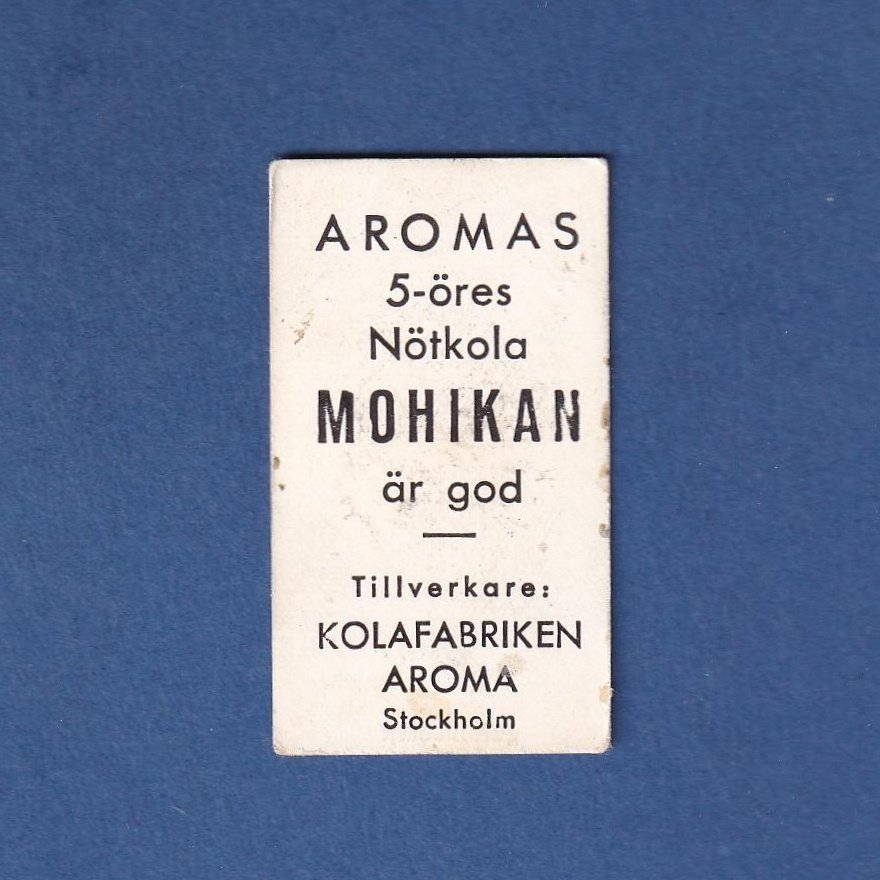 AROMAS
5-öres
Nötkola
MOHIKAN
är god
Tillverkare:
KOLAFABRIKEN
AROMA
Stockholm